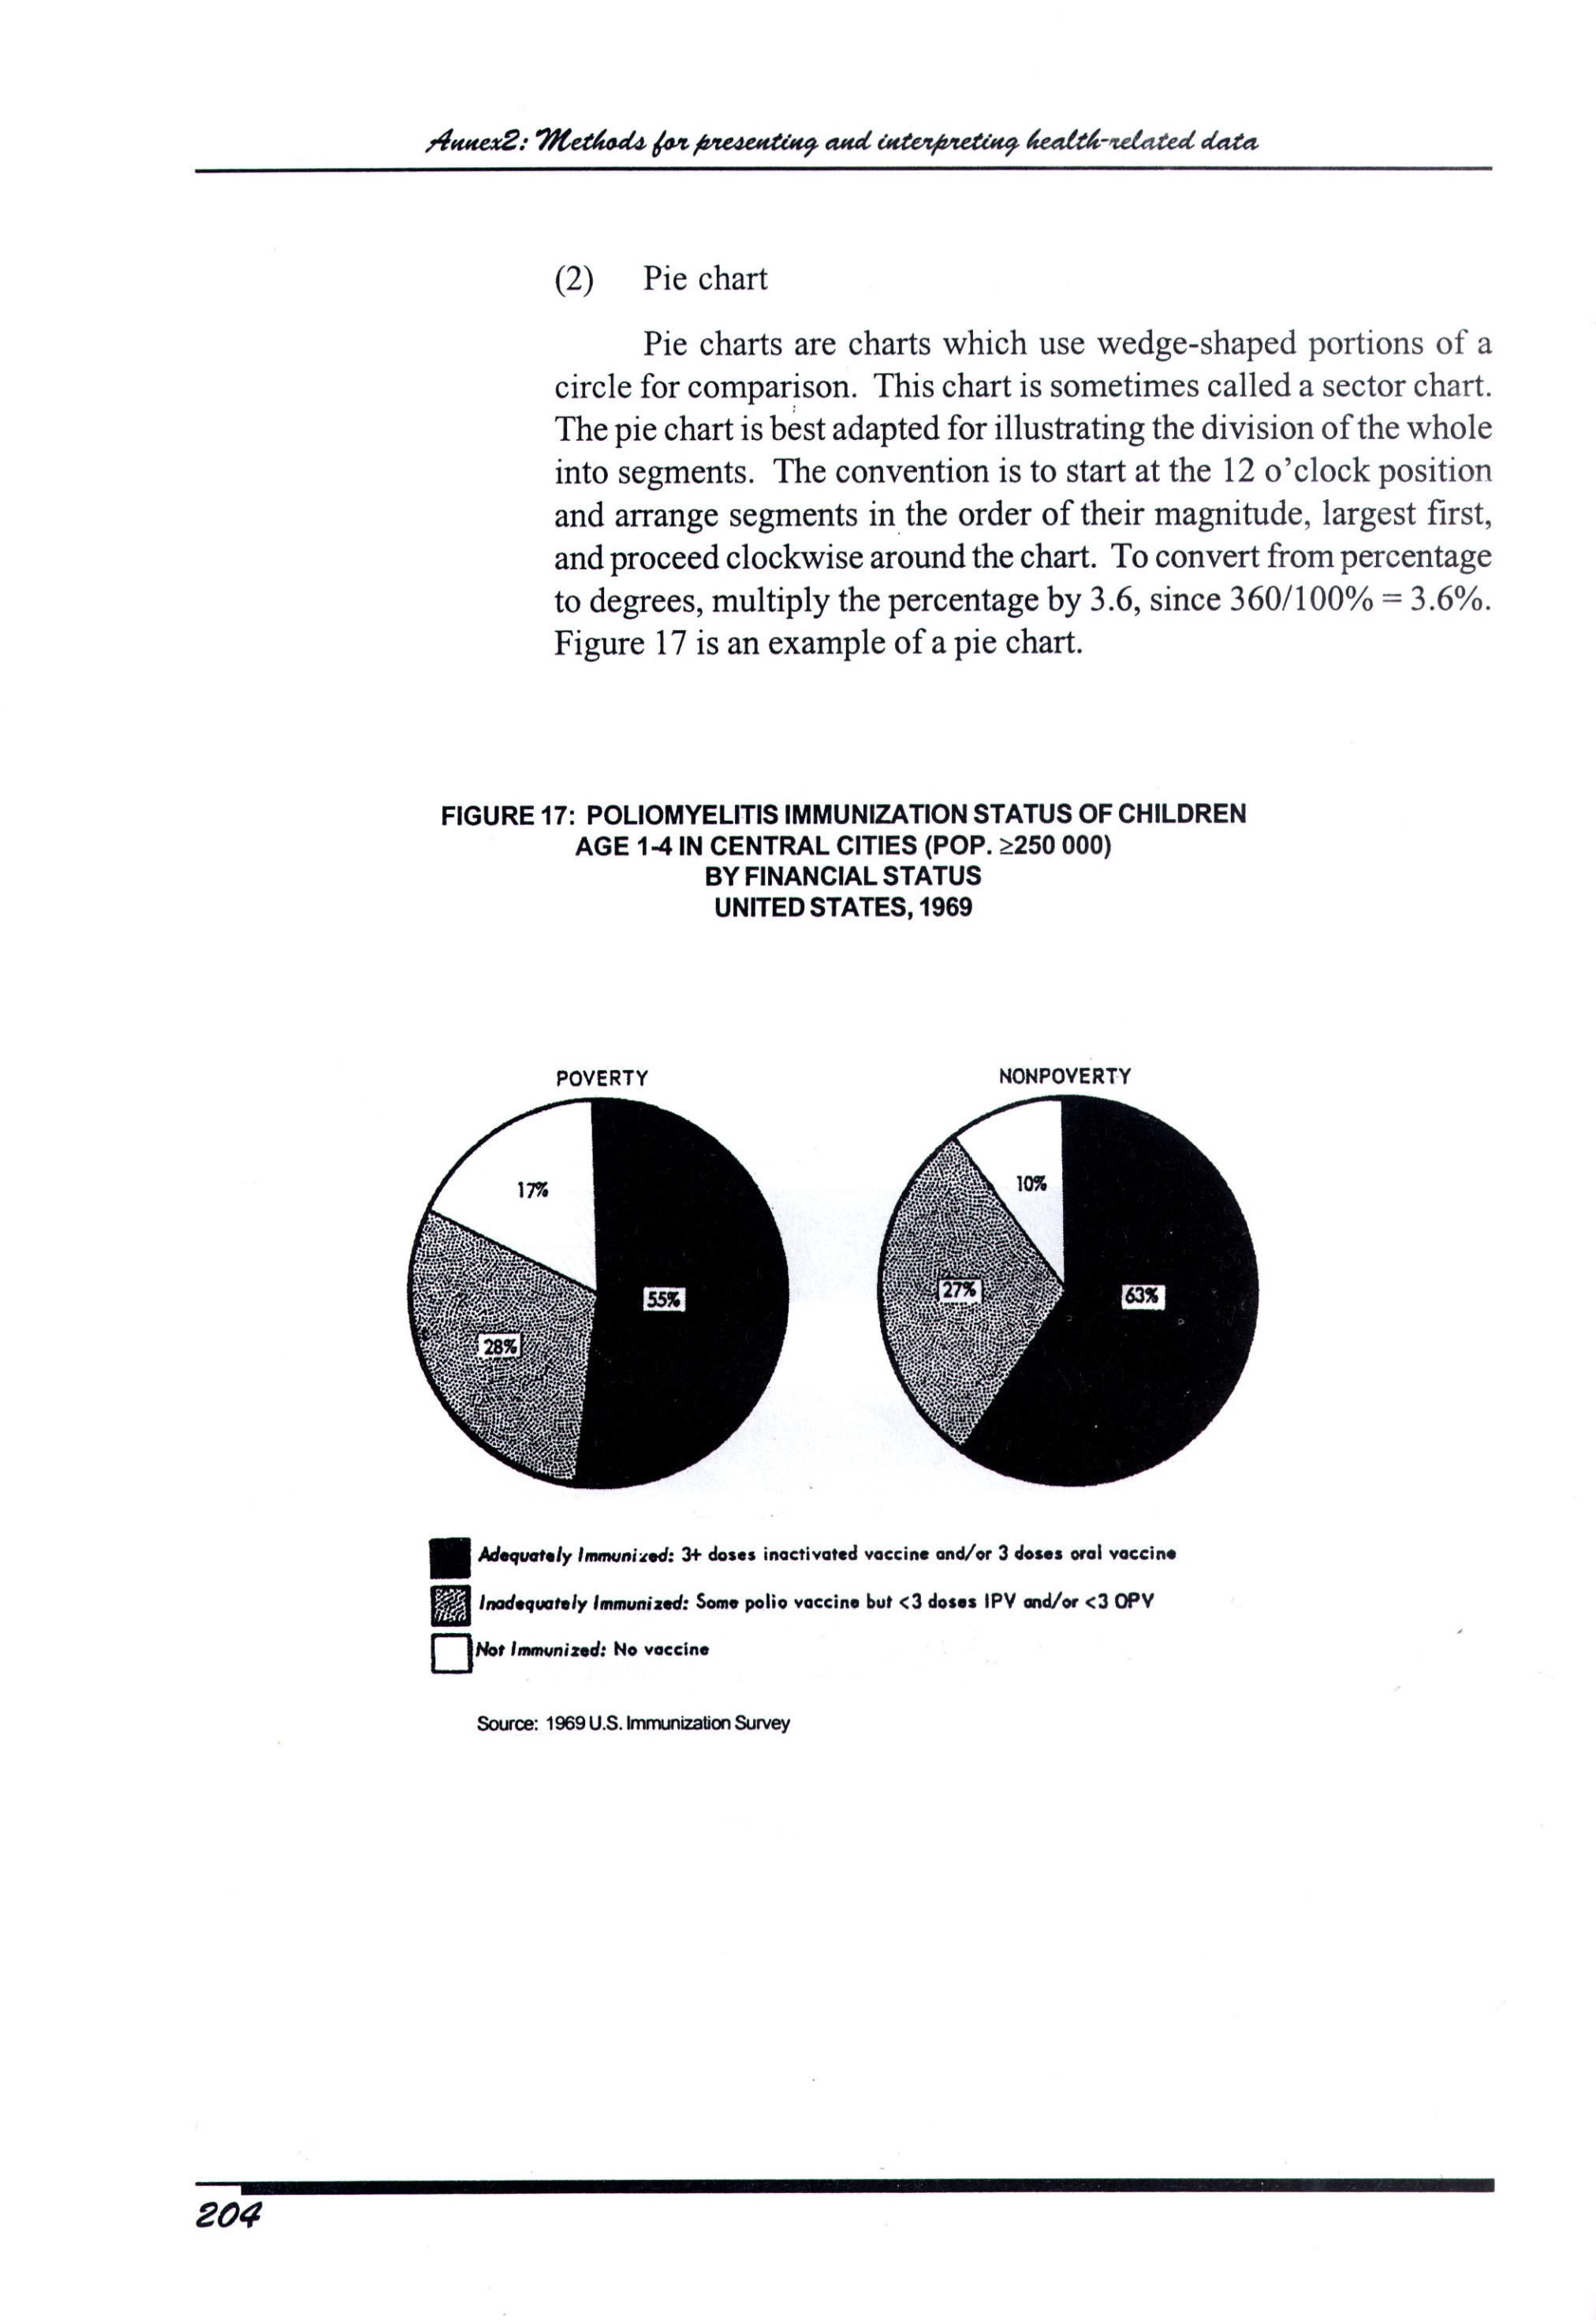 Annex2: Methods for presenting and interpreting health-related data
(2) Pie chart
Pie charts are charts which use wedge-shaped portions of a
circle for comparison. This chart is sometimes called a sector chart.
The pie chart is best adapted for illustrating the division of the whole
into segments. The convention is to start at the 12 o'clock position
and arrange segments in the order of their magnitude, largest first,
and proceed clockwise around the chart. To convert from percentage
to degrees, multiply the percentage by 3.6, since 360/100% = 3.6%.
Figure 17 is an example of a pie chart.
FIGURE 17: POLIOMYELITIS IMMUNIZATION STATUS OF CHILDREN
AGE 1-4 IN CENTRAL CITIES (POP. ≥250 000)
BY FINANCIAL STATUS
UNITED STATES, 1969
POVERTY
17%
55%
28%
NONPOVERTY
10%
27%
63%
Adequately Immunized: 3+ doses inactivated vaccine and/or 3 doses oral vaccine
Inadequately Immunized: Some polio vaccine but <3 doses IPV and/or <3 OPV
Not Immunized: No vaccine
Source: 1969 U.S. Immunization Survey
204